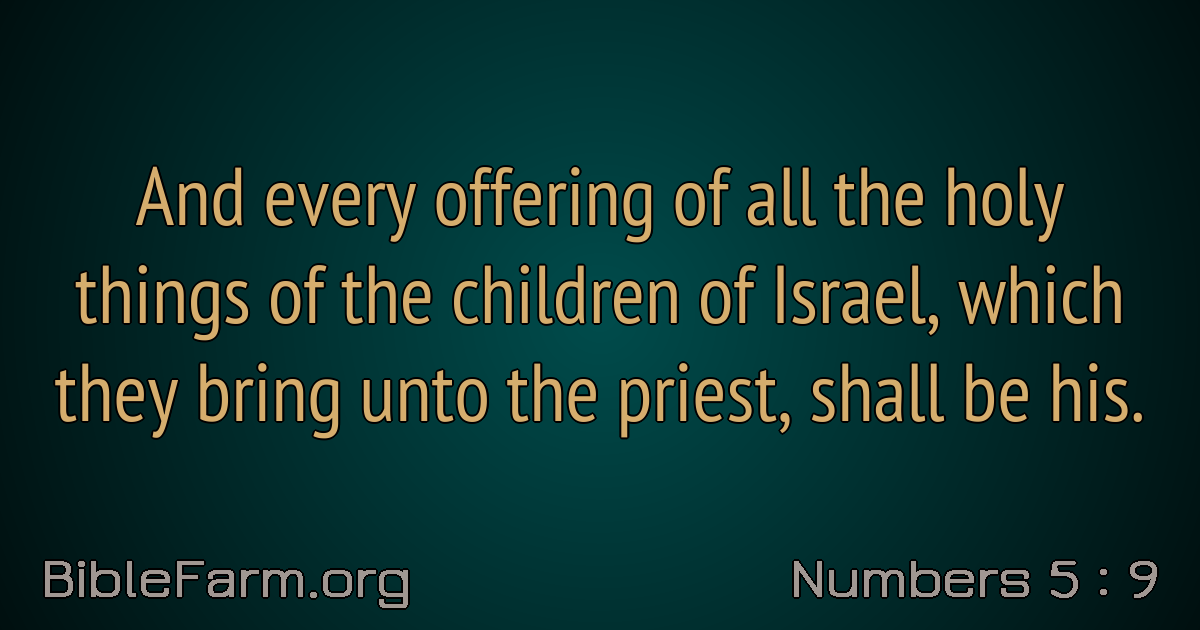 And every offering of all the holy
things of the children of Israel, which
they bring unto the priest, shall be his.
BibleFarm.org
Numbers 5 : 9